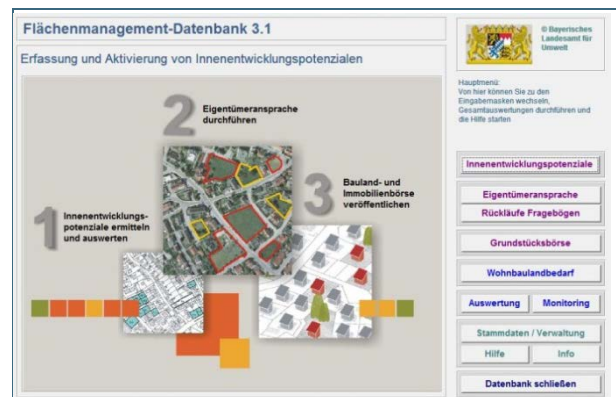 Flächenmanagement-Datenbank 3.1
© Bayerisches
Landesamt für
Umwelt
Erfassung und Aktivierung von Innenentwicklungspotenzialen
2
Eigentümeransprache
durchführen
3
Bauland- und
Immobilienbörse
veröffentlichen
1
Innenentwicklungs-
potenziale ermitteln
und auswerten
Hauptmenü:
Von hier können Sie zu den
Eingabemasken wechseln,
Gesamtauswertungen durchführen und
die Hilfe starten
Innenentwicklungspotenziale
Eigentümeransprache
Rückläufe Fragebögen
Grundstücksbörse
Wohnbaulandbedarf
Auswertung
Monitoring
Stammdaten / Verwaltung
Hilfe
Info
Datenbank schließen